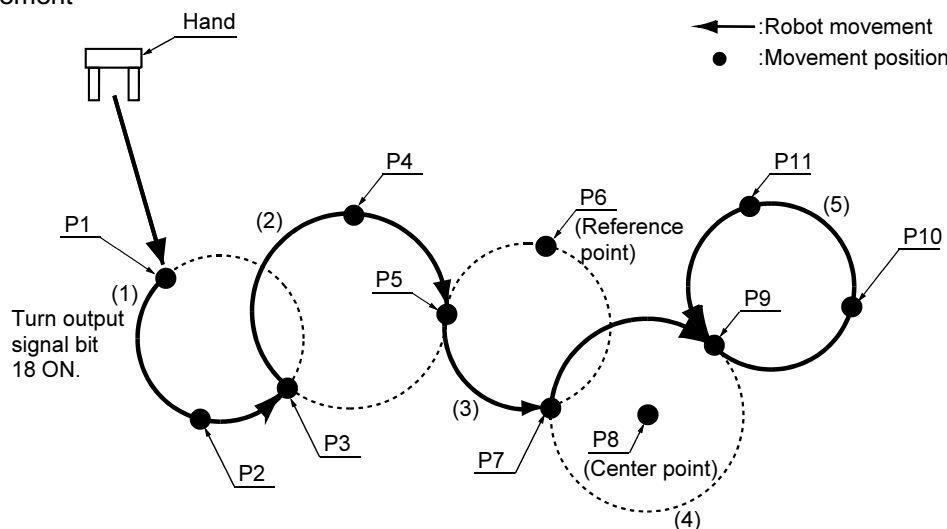 Hand
:Robot movement
:Movement position
P4
P11
(2)
P6
(5)
P1
(Reference
point)
P10
(1)
P5
P9
Turn output
signal bit
18 ON.
(3)
P3
P7
P8
P2
(Center point)
(4)